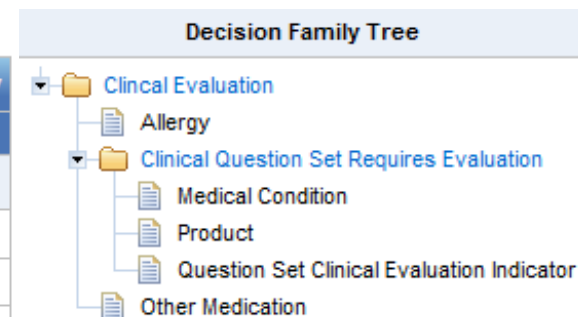 Decision Family Tree
Clincal Evaluation
Allergy
Clinical Question Set Requires Evaluation
Medical Condition
Product
Question Set Clinical Evaluation Indicator
Other Medication